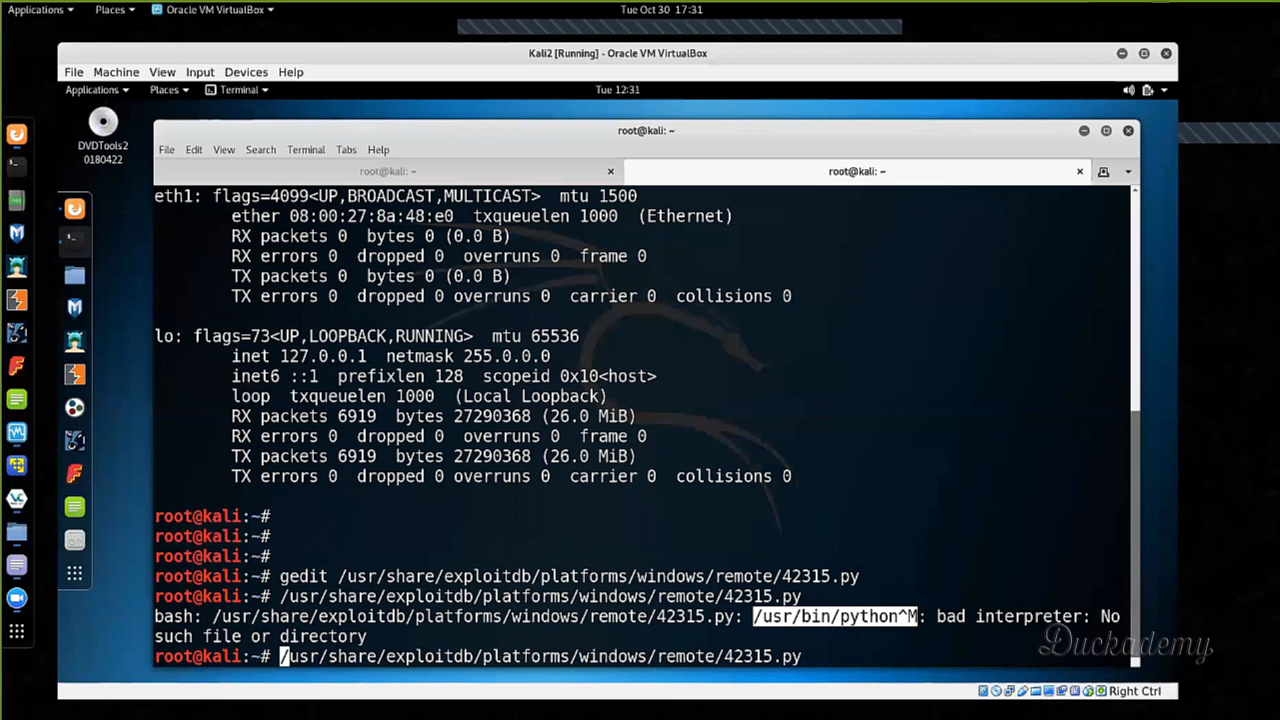 Applications Places Oracle VM VirtualBox Tue Oct 30 17:31
Kali2 [Running] - Oracle VM VirtualBox
File Machine View Input Devices Help
Applications Places Terminal Tue 12:31
DVDTools2
0180422
root@kali: ~
File Edit View Search Terminal Tabs Help
root@kali: ~ root@kali: ~
eth1: flags=4099<UP,BROADCAST,MULTICAST> mtu 1500
ether 08:00:27:8a:48:e0 txqueuelen 1000 (Ethernet)
RX packets 0 bytes 0 (0.0 B)
RX errors 0 dropped 0 overruns 0 frame 0
TX packets 0 bytes 0 (0.0 B)
TX errors 0 dropped 0 overruns 0 carrier 0 collisions 0
lo: flags=73<UP,LOOPBACK,RUNNING> mtu 65536
inet 127.0.0.1 netmask 255.0.0.0
inet6 ::1 prefixlen 128 scopeid 0x10<host>
loop txqueuelen 1000 (Local Loopback)
RX packets 6919 bytes 27290368 (26.0 MiB)
RX errors 0 dropped 0 overruns 0 frame 0
TX packets 6919 bytes 27290368 (26.0 MiB)
TX errors 0 dropped 0 overruns 0 carrier 0 collisions 0
root@kali:~#
root@kali:~#
root@kali:~#
root@kali:~# gedit /usr/share/exploitdb/platforms/windows/remote/42315.py
root@kali:~# /usr/share/exploitdb/platforms/windows/remote/42315.py
bash: /usr/share/exploitdb/platforms/windows/remote/42315.py: /usr/bin/python^M: bad interpreter: No
such file or directory
root@kali:~# /usr/share/exploitdb/platforms/windows/remote/42315.py
Duckademy
Right Ctrl